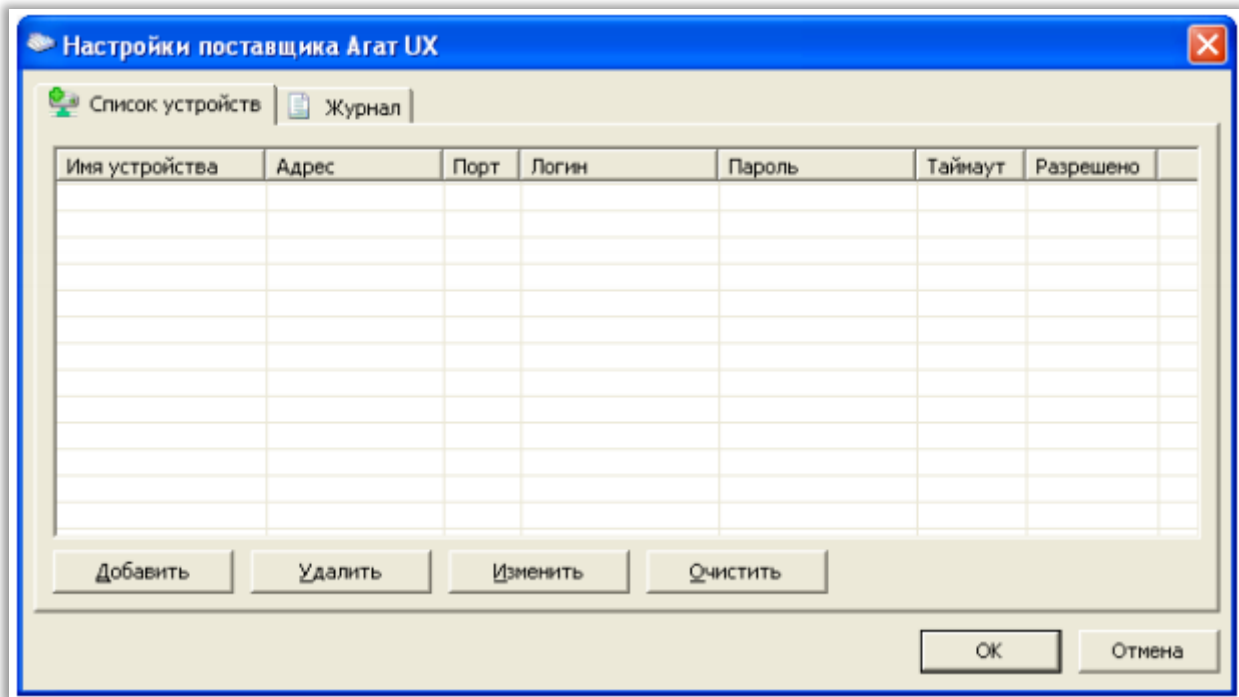 Настройки поставщика Агат UX
Список устройств Журнал
Имя устройства Адрес Порт Логин Пароль Таймаут Разрешено
Добавить Удалить Изменить Очистить
OK Отмена